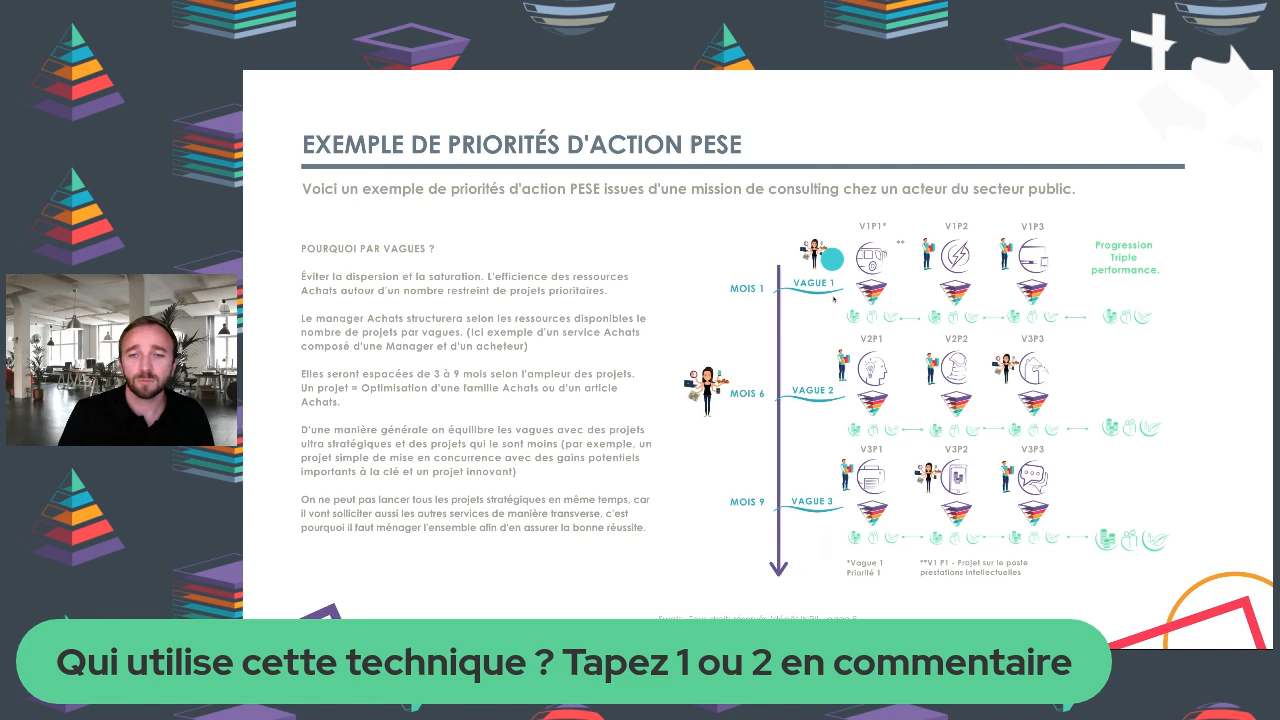 EXEMPLE DE PRIORITÉS D'ACTION PESE
Voici un exemple de priorités d'action PESE issues d'une mission de consulting chez un acteur du secteur public.
POURQUOI PAR VAGUES ?
Éviter la dispersion et la saturation. L'efficience des ressources
Achats autour d'un nombre restreint de projets prioritaires.
Le manager Achats structurera selon les ressources disponibles le
nombre de projets par vagues. (Ici exemple d'un service Achats
composé d'une Manager et d'un acheteur)
Elles seront espacées de 3 à 9 mois selon l'ampleur des projets.
Un projet = Optimisation d'une famille Achats ou d'un article
Achats.
D'une manière générale on équilibre les vagues avec des projets
ultra stratégiques et des projets qui le sont moins (par exemple, un
projet simple de mise en concurrence avec des gains potentiels
importants à la clé et un projet innovant)
On ne peut pas lancer tous les projets stratégiques en même temps, car
il vont solliciter aussi les autres services de manière transverse, c'est
pourquoi il faut ménager l'ensemble afin d'en assurer la bonne réussite.
V1P1*
**
V1P2
V1P3
Progression
Triple
performance.
MOIS 1
VAGUE 1
V2P1
V2P2
V3P3
MOIS 6
VAGUE 2
V3P1
V3P2
V3P3
MOIS 9
VAGUE 3
*Vague 1
Priorité 1
**V1 P1 - Projet sur le poste
prestations intellectuelles
Qui utilise cette technique ? Tapez 1 ou 2 en commentaire